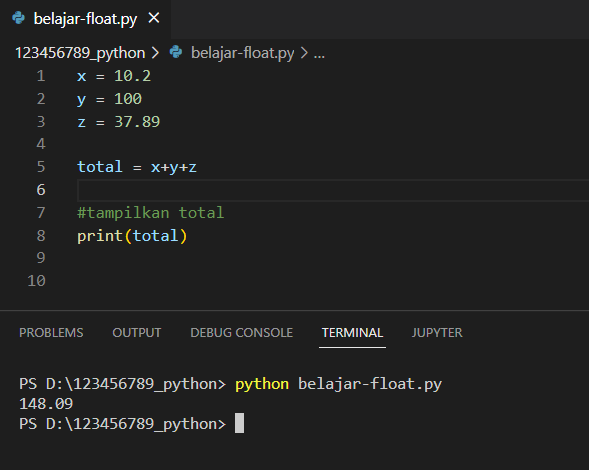 belajar-float.py
123456789_python > belajar-float.py > ...
1 x = 10.2
2 y = 100
3 z = 37.89
4
5 total = x+y+z
6
7 #tampilkan total
8 print(total)
9
10
PROBLEMS OUTPUT DEBUG CONSOLE TERMINAL JUPYTER
PS D:\123456789_python> python belajar-float.py
148.09
PS D:\123456789_python>